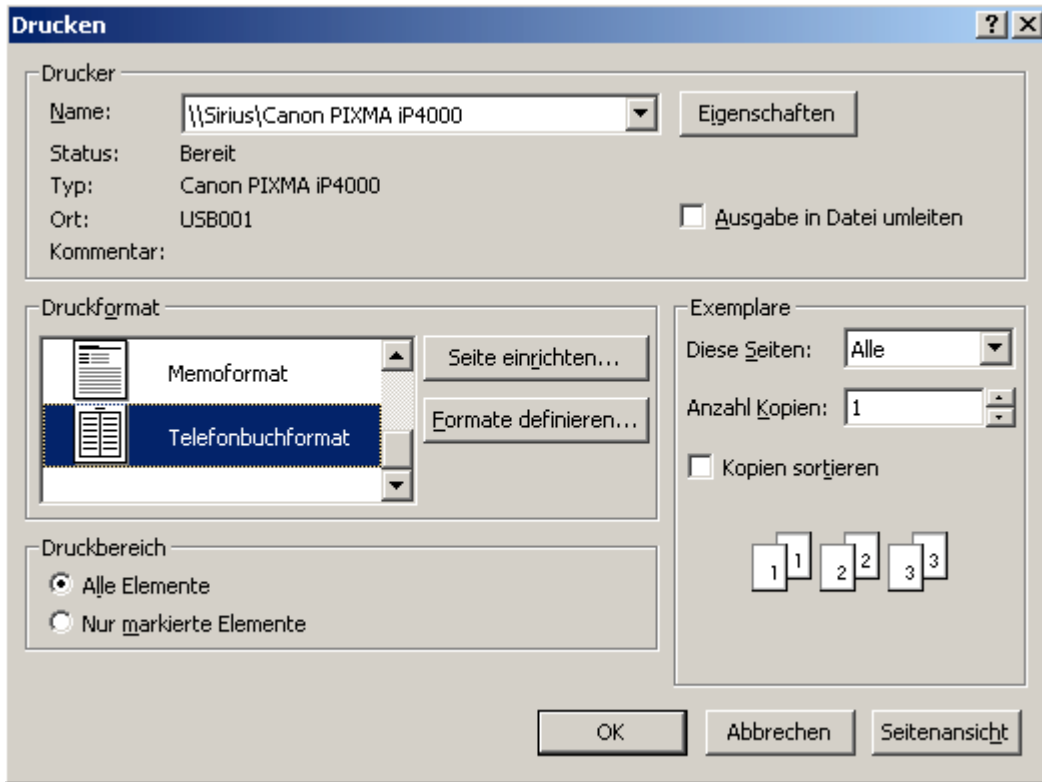 Drucken
Drucker
Name: \\Sirius\Canon PIXMA iP4000 Eigenschaften
Status: Bereit
Typ: Canon PIXMA iP4000
Ort: USB001 Ausgabe in Datei umleiten
Kommentar:
Druckformat
Memoformat
Telefonbuchformat
Seite einrichten...
Formate definieren...
Exemplare
Diese Seiten: Alle
Anzahl Kopien: 1
Kopien sortieren
1 1 2 2 3 3
Druckbereich
Alle Elemente
Nur markierte Elemente
OK Abbrechen Seitenansicht